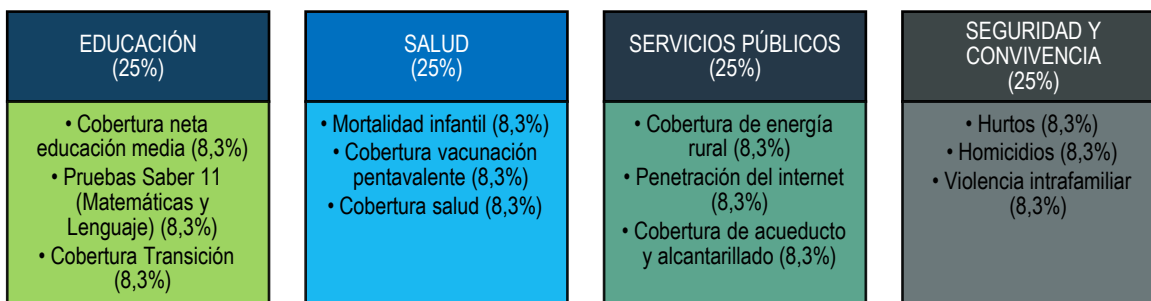 EDUCACIÓN
(25%)
• Cobertura neta
educación media (8,3%)
• Pruebas Saber 11
(Matemáticas y
Lenguaje) (8,3%)
• Cobertura Transición
(8,3%)
SALUD
(25%)
• Mortalidad infantil (8,3%)
• Cobertura vacunación
pentavalente (8,3%)
• Cobertura salud (8,3%)
SERVICIOS PÚBLICOS
(25%)
• Cobertura de energía
rural (8,3%)
• Penetración del internet
(8,3%)
• Cobertura de acueducto
y alcantarillado (8,3%)
SEGURIDAD Y
CONVIVENCIA
(25%)
• Hurtos (8,3%)
• Homicidios (8,3%)
• Violencia intrafamiliar
(8,3%)